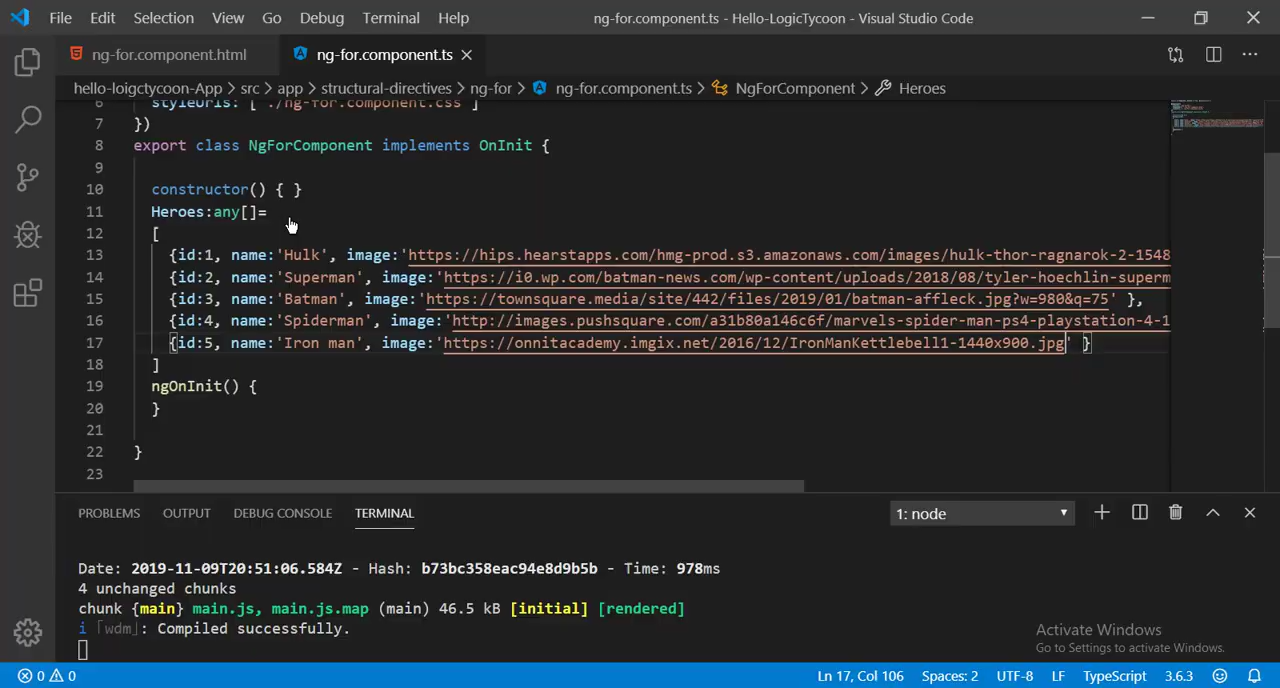 File Edit Selection View Go Debug Terminal Help ng-for.component.ts - Hello-LogicTycoon - Visual Studio Code
ng-for.component.html ng-for.component.ts
hello-loigctycoon-App > src > app > structural-directives > ng-for > ng-for.component.ts > NgForComponent > Heroes
6 styleUrls: [ './ng-for.component.css' ]
7 })
8 export class NgForComponent implements OnInit {
9
10 constructor() { }
11 Heroes:any[]=
12 [
13 {id:1, name:'Hulk', image:'https://hips.hearstapps.com/hmg-prod.s3.amazonaws.com/images/hulk-thor-ragnarok-2-1548
14 {id:2, name:'Superman', image:'https://i0.wp.com/batman-news.com/wp-content/uploads/2018/08/tyler-hoechlin-superm
15 {id:3, name:'Batman', image:'https://townsquare.media/site/442/files/2019/01/batman-affleck.jpg?w=980&q=75' },
16 {id:4, name:'Spiderman', image:'http://images.pushsquare.com/a31b80a146c6f/marvels-spider-man-ps4-playstation-4-1
17 {id:5, name:'Iron man', image:'https://onnitacademy.imgix.net/2016/12/IronManKettlebell1-1440x900.jpg' }
18 ]
19 ngOnInit() {
20 }
21
22 }
23
PROBLEMS OUTPUT DEBUG CONSOLE TERMINAL 1: node
Date: 2019-11-09T20:51:06.584Z - Hash: b73bc358eac94e8d9b5b - Time: 978ms
4 unchanged chunks
chunk {main} main.js, main.js.map (main) 46.5 kB [initial] [rendered]
i ｢wdm｣: Compiled successfully.
Activate Windows
Go to Settings to activate Windows.
0 0 Ln 17, Col 106 Spaces: 2 UTF-8 LF TypeScript 3.6.3